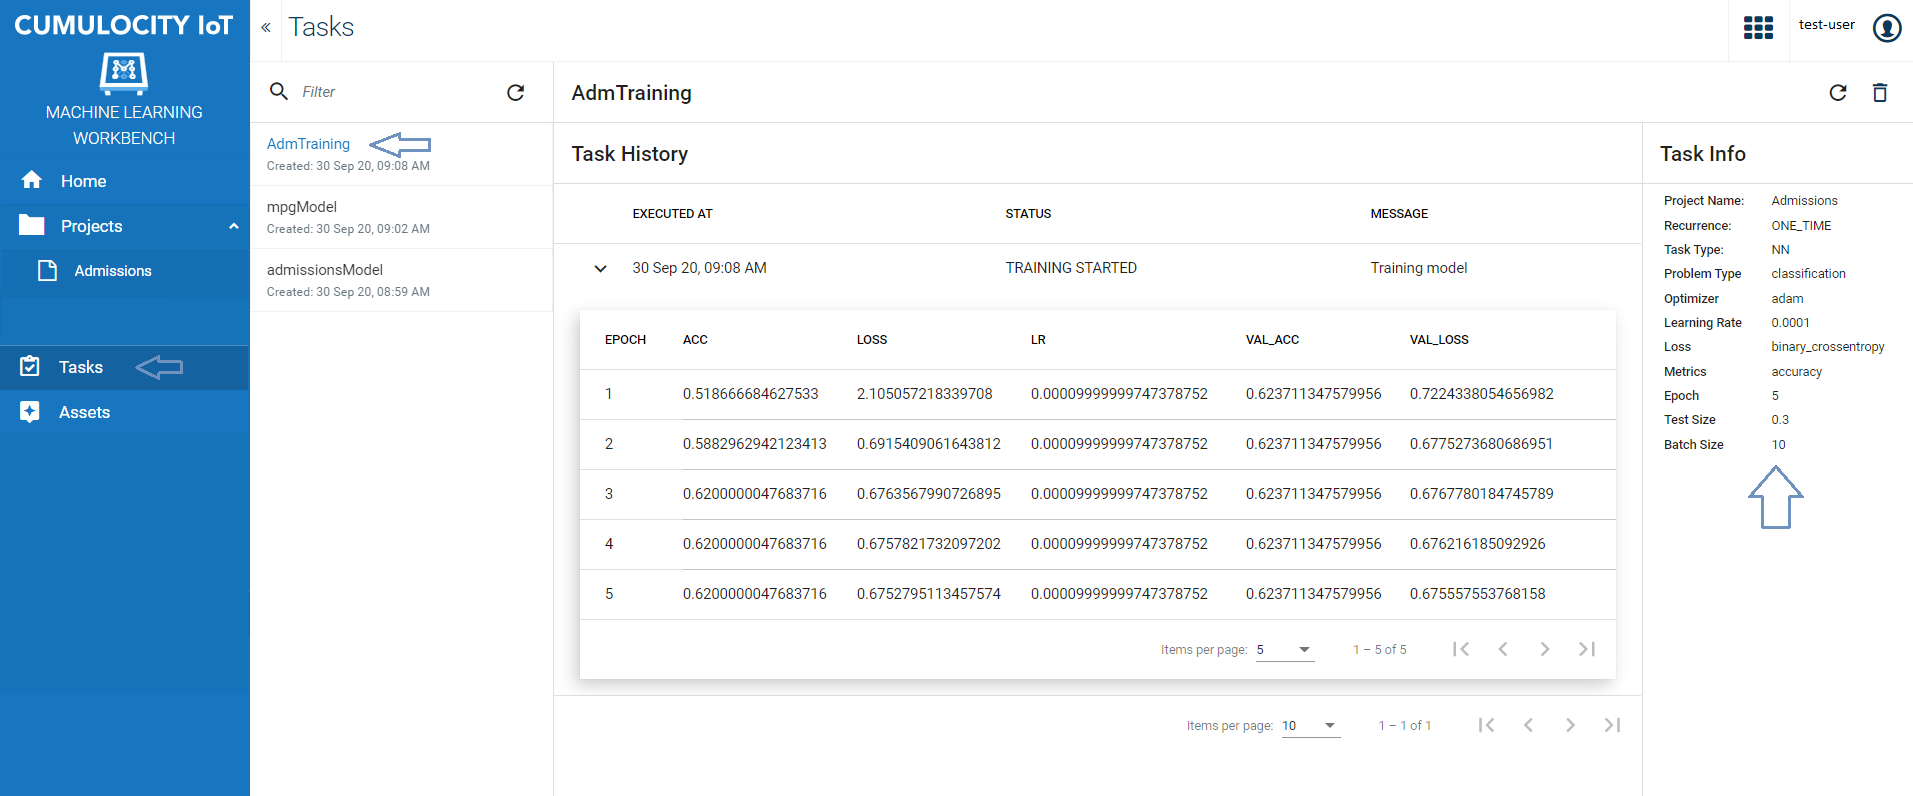 CUMULOCITY IoT
MACHINE LEARNING
WORKBENCH
Home
Projects
Admissions
Tasks
Assets
Tasks
test-user
Filter
AdmTraining
Created: 30 Sep 20, 09:08 AM
mpgModel
Created: 30 Sep 20, 09:02 AM
admissionsModel
Created: 30 Sep 20, 08:59 AM
AdmTraining
Task History
EXECUTED AT STATUS MESSAGE
30 Sep 20, 09:08 AM TRAINING STARTED Training model
EPOCH ACC LOSS LR VAL_ACC VAL_LOSS
1 0.518666684627533 2.105057218339708 0.00009999999747378752 0.623711347579956 0.7224338054656982
2 0.5882962942123413 0.6915409061643812 0.00009999999747378752 0.623711347579956 0.6775273680686951
3 0.6200000047683716 0.6763567990726895 0.00009999999747378752 0.623711347579956 0.6767780184745789
4 0.6200000047683716 0.6757821732097202 0.00009999999747378752 0.623711347579956 0.676216185092926
5 0.6200000047683716 0.6752795113457574 0.00009999999747378752 0.623711347579956 0.675557553768158
Items per page: 5 1 – 5 of 5
Items per page: 10 1 – 1 of 1
Task Info
Project Name: Admissions
Recurrence: ONE_TIME
Task Type: NN
Problem Type classification
Optimizer adam
Learning Rate 0.0001
Loss binary_crossentropy
Metrics accuracy
Epoch 5
Test Size 0.3
Batch Size 10